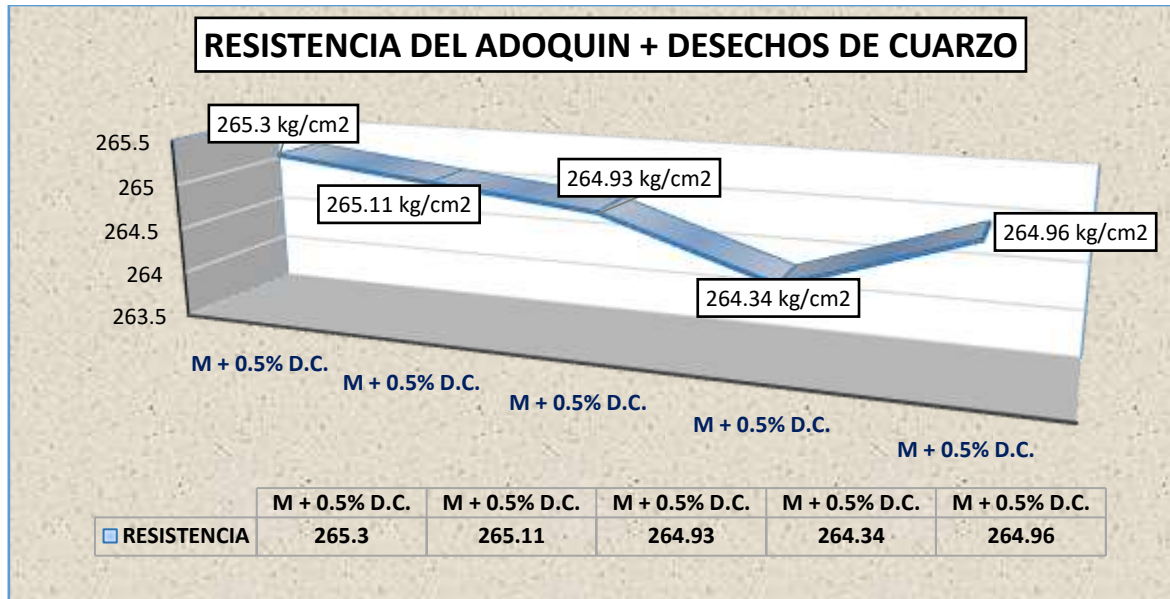 RESISTENCIA DEL ADOQUIN + DESECHOS DE CUARZO
265.3 kg/cm2
265.11 kg/cm2
264.93 kg/cm2
264.34 kg/cm2
264.96 kg/cm2
265.5
265
264.5
264
263.5
M + 0.5% D.C.
M + 0.5% D.C.
M + 0.5% D.C.
M + 0.5% D.C.
M + 0.5% D.C.
M + 0.5% D.C. M + 0.5% D.C. M + 0.5% D.C. M + 0.5% D.C. M + 0.5% D.C.
RESISTENCIA 265.3 265.11 264.93 264.34 264.96